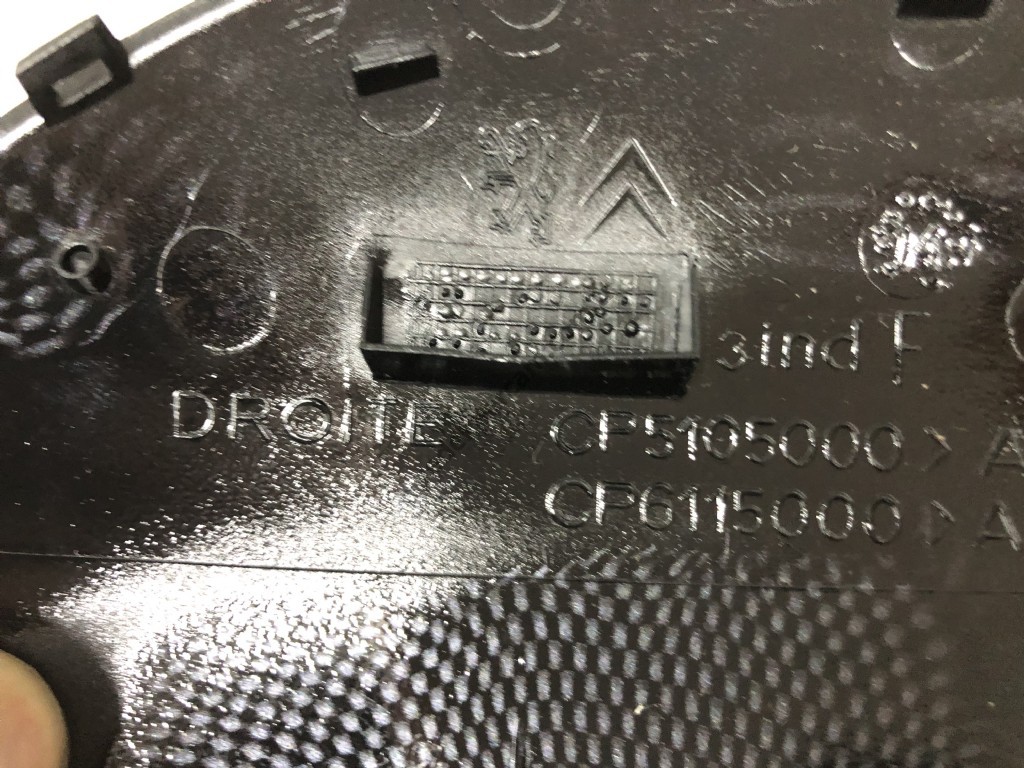 3ind F
DROITE
CP5105000 > A
CP6115000 > A